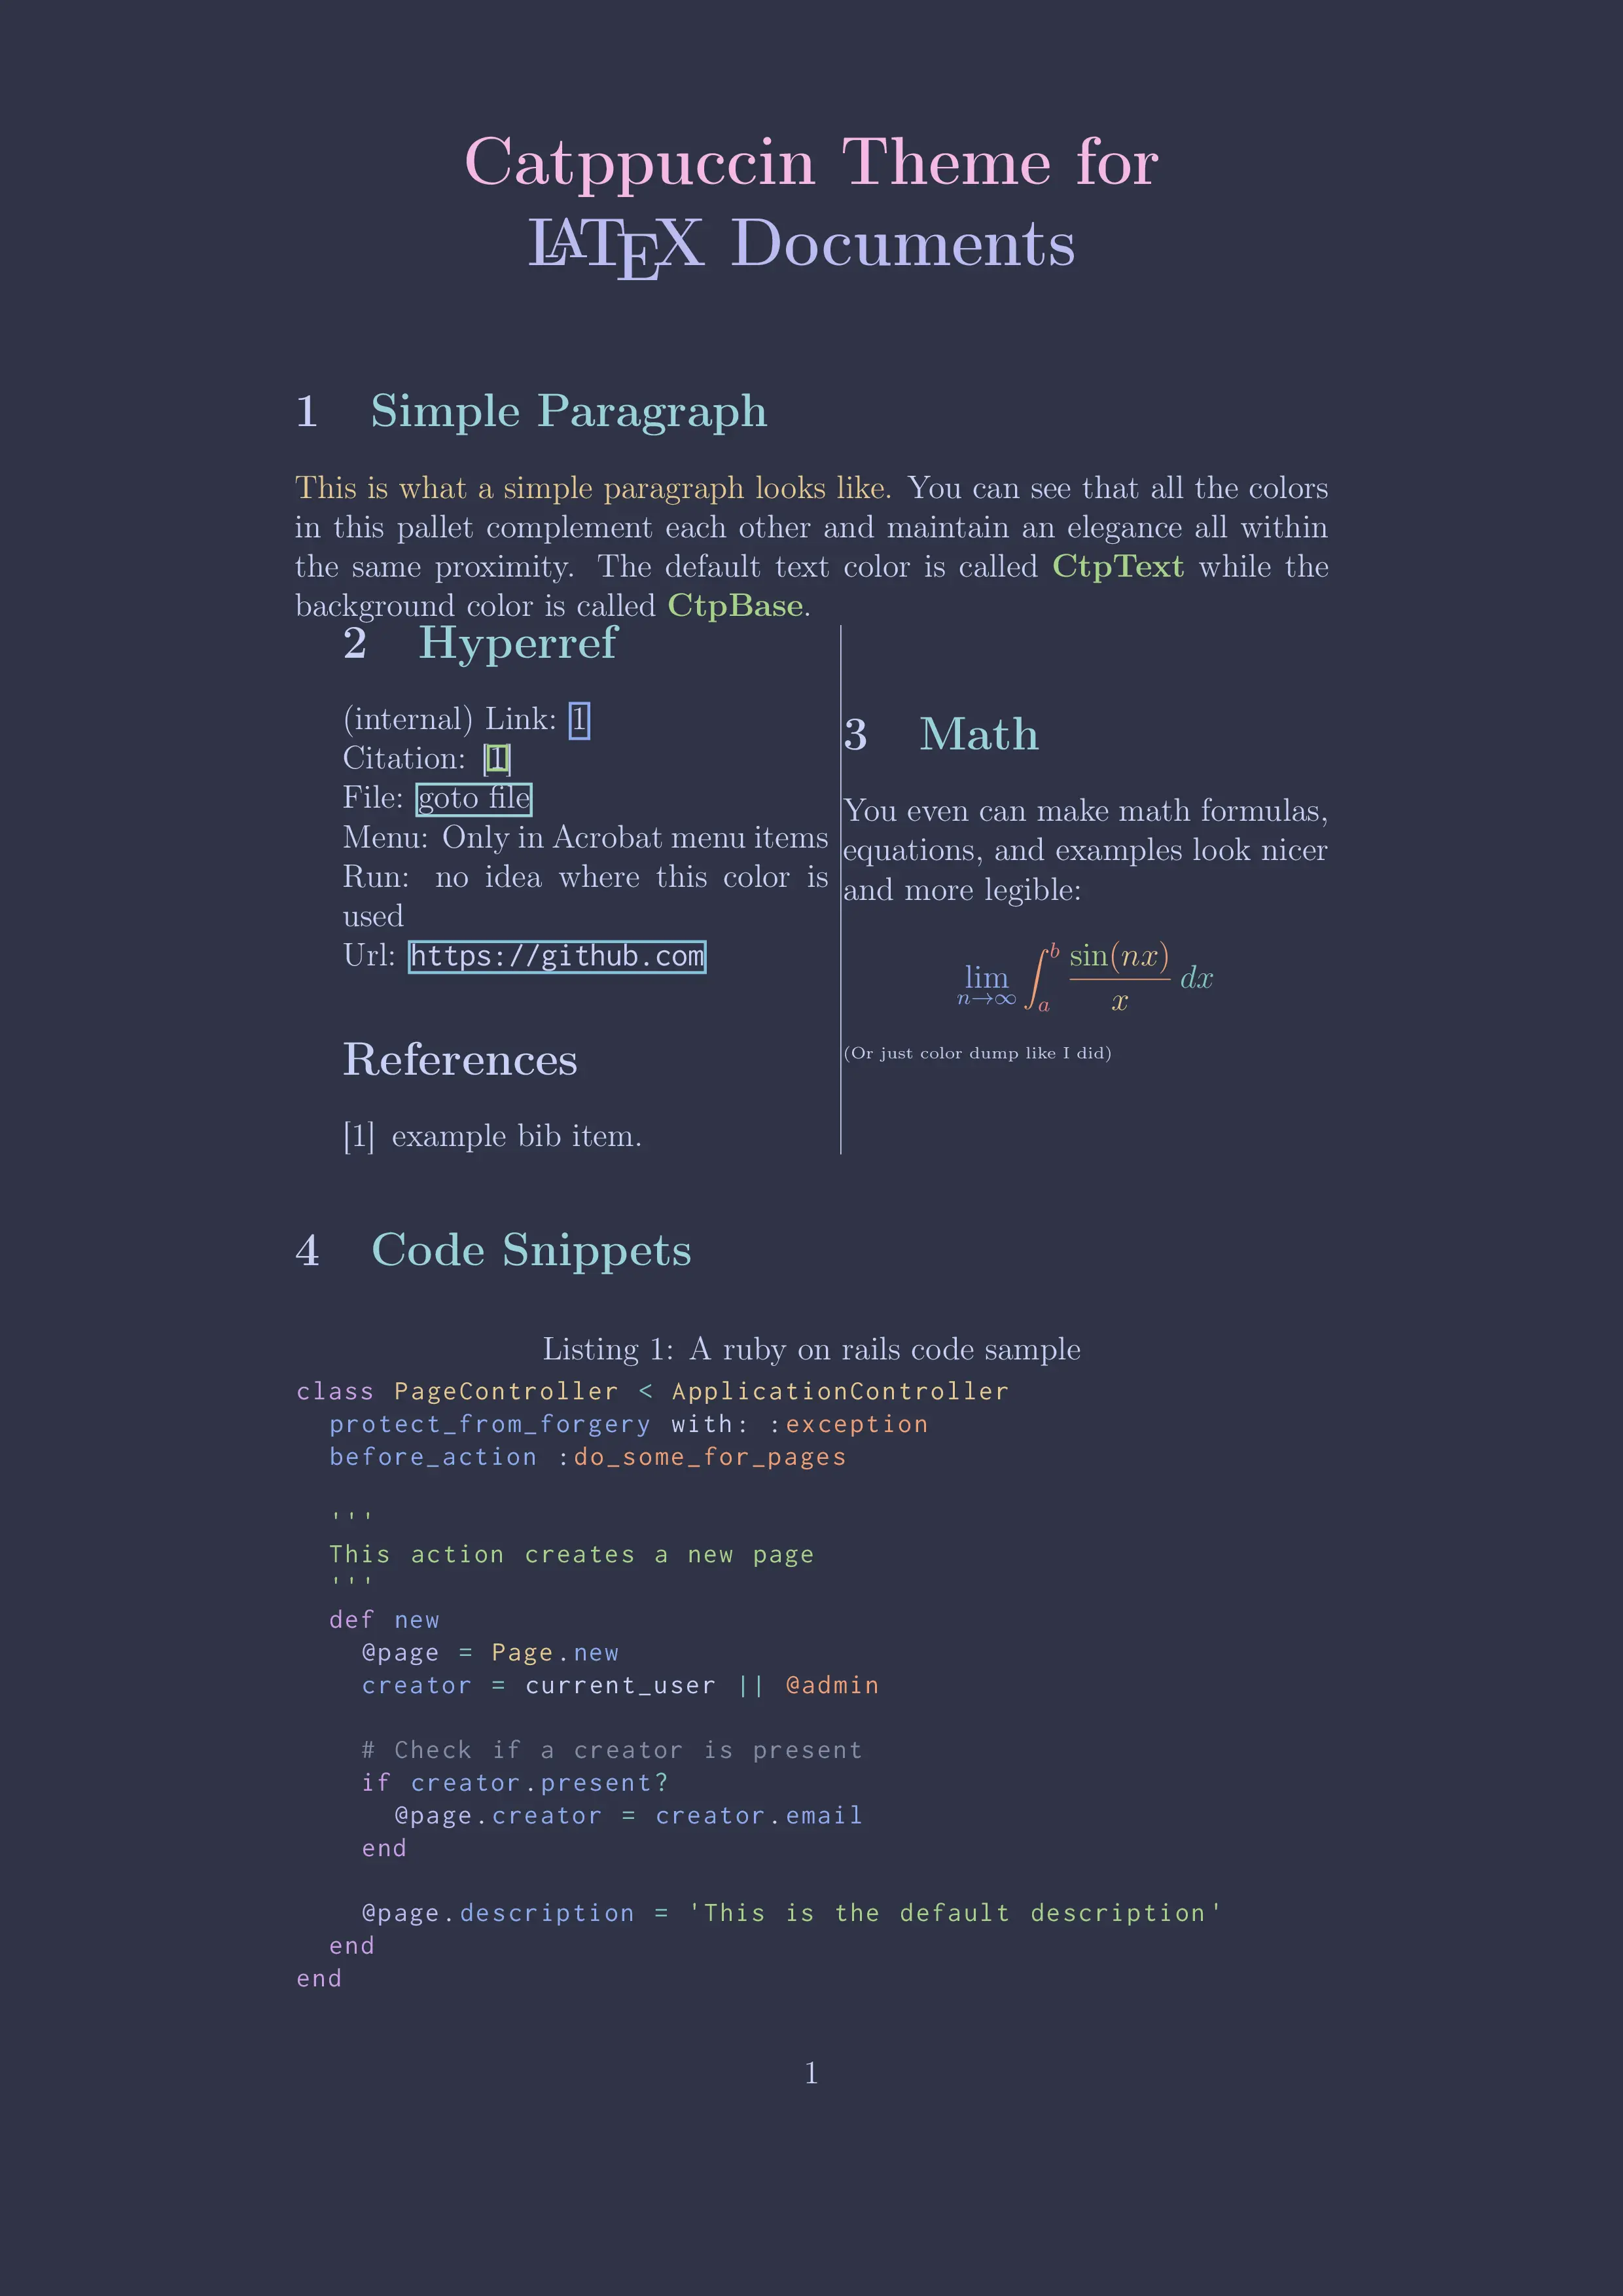 Catppuccin Theme for
LATEX Documents
1 Simple Paragraph
This is what a simple paragraph looks like. You can see that all the colors
in this pallet complement each other and maintain an elegance all within
the same proximity. The default text color is called CtpText while the
background color is called CtpBase.
2 Hyperref
(internal) Link: 1
Citation: [1]
File: goto file
Menu: Only in Acrobat menu items
Run: no idea where this color is
used
Url: https://github.com
References
[1] example bib item.
3 Math
You even can make math formulas,
equations, and examples look nicer
and more legible:
lim n→∞ ∫_a^b sin(nx)/x dx
(Or just color dump like I did)
4 Code Snippets
Listing 1: A ruby on rails code sample
class PageController < ApplicationController
  protect_from_forgery with: :exception
  before_action :do_some_for_pages
  '''
  This action creates a new page
  '''
  def new
    @page = Page.new
    creator = current_user || @admin
    # Check if a creator is present
    if creator.present?
      @page.creator = creator.email
    end
    @page.description = 'This is the default description'
  end
end
1